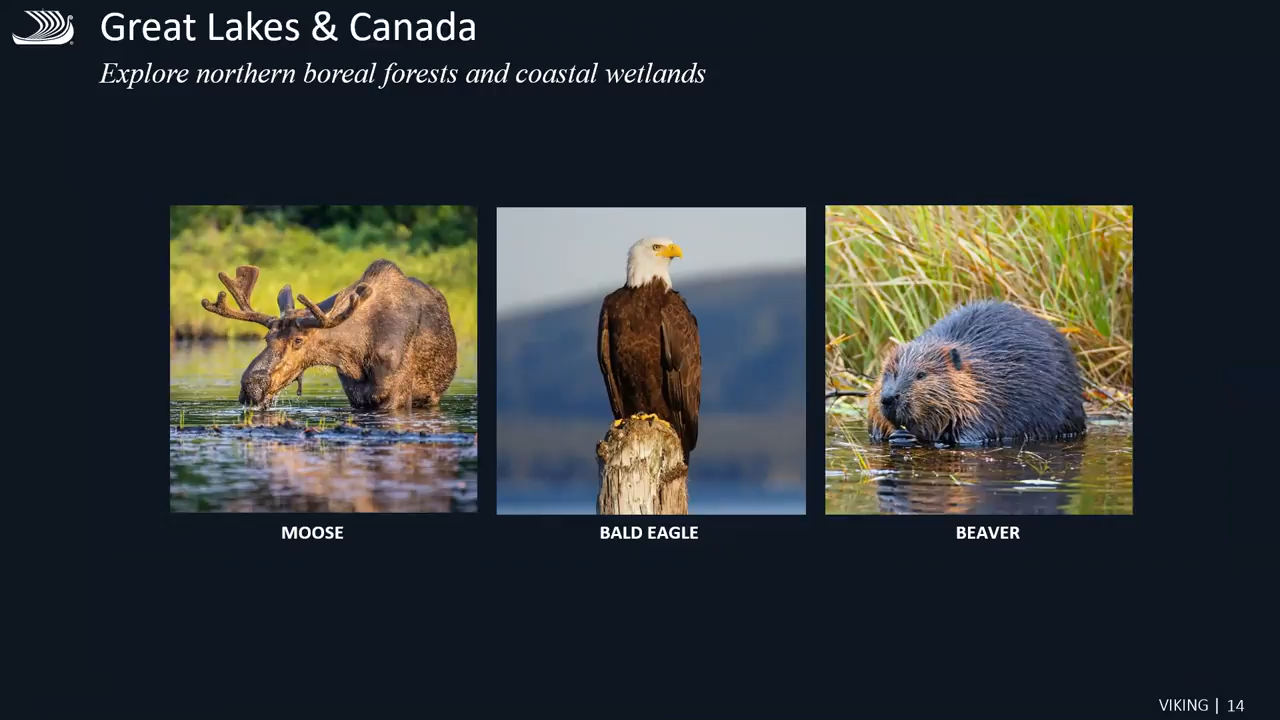 Great Lakes & Canada
Explore northern boreal forests and coastal wetlands
MOOSE
BALD EAGLE
BEAVER
VIKING | 14